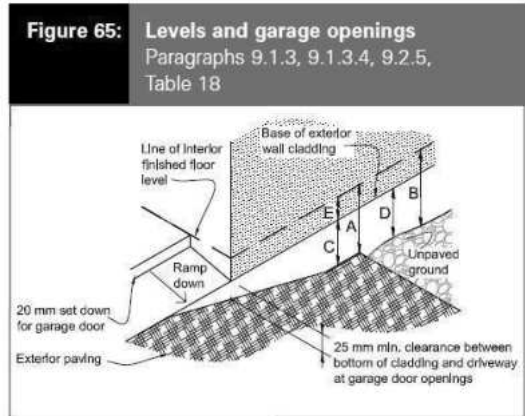 Figure 65:
Levels and garage openings
Paragraphs 9.1.3, 9.1.3.4, 9.2.5,
Table 18
Base of exterior
wall cladding
Line of interior
finished floor
level
B
E
A
D
C
Unpaved
ground
Ramp
down
20 mm set down
for garage door
Exterior paving
25 mm min. clearance between
bottom of cladding and driveway
at garage door openings